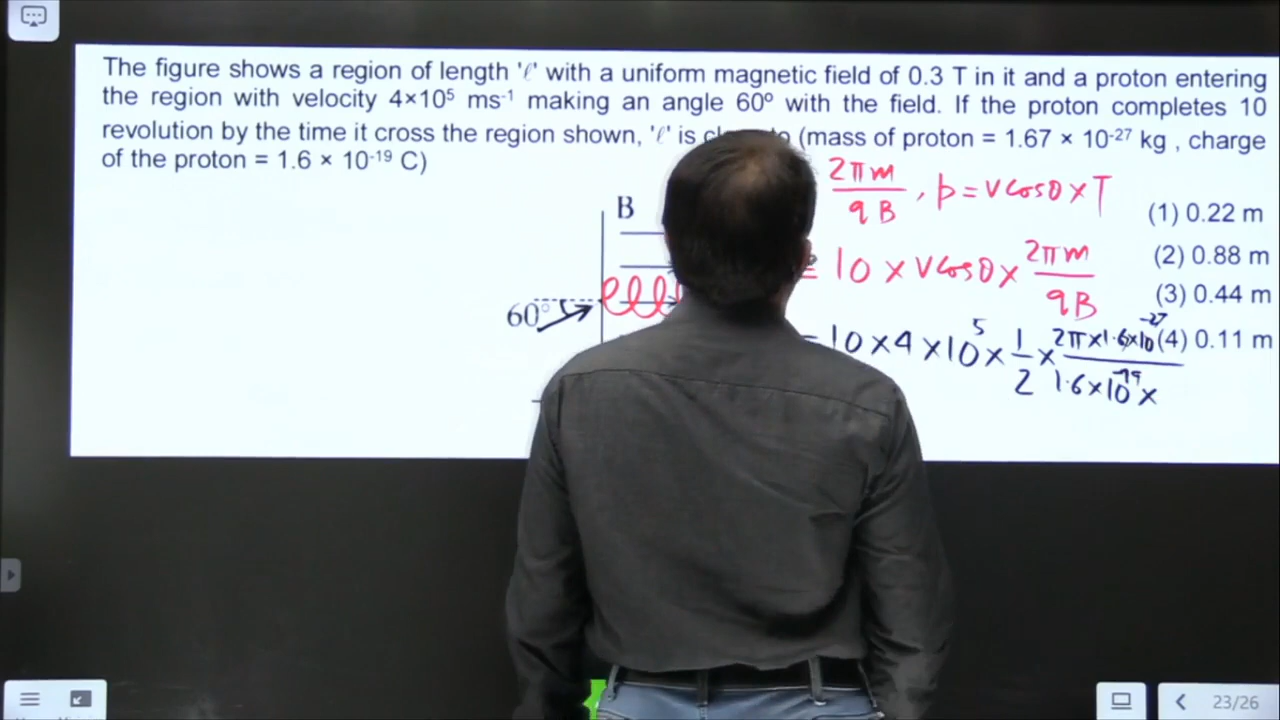 The figure shows a region of length 'ℓ' with a uniform magnetic field of 0.3 T in it and a proton entering
the region with velocity 4×10⁵ ms⁻¹ making an angle 60º with the field. If the proton completes 10
revolution by the time it cross the region shown, 'ℓ' is (mass of proton = 1.67 × 10⁻²⁷ kg , charge
of the proton = 1.6 × 10⁻¹⁹ C)
2πm / qB , p = v cosθ × T
B
(1) 0.22 m
= 10 × v cosθ × 2πm / qB
(2) 0.88 m
(3) 0.44 m
60°
= 10 × 4 × 10⁵ × 1/2 × 2π × 1.6 × 10⁻²⁷ / 1.6 × 10⁻¹⁹ ×
(4) 0.11 m
23/26